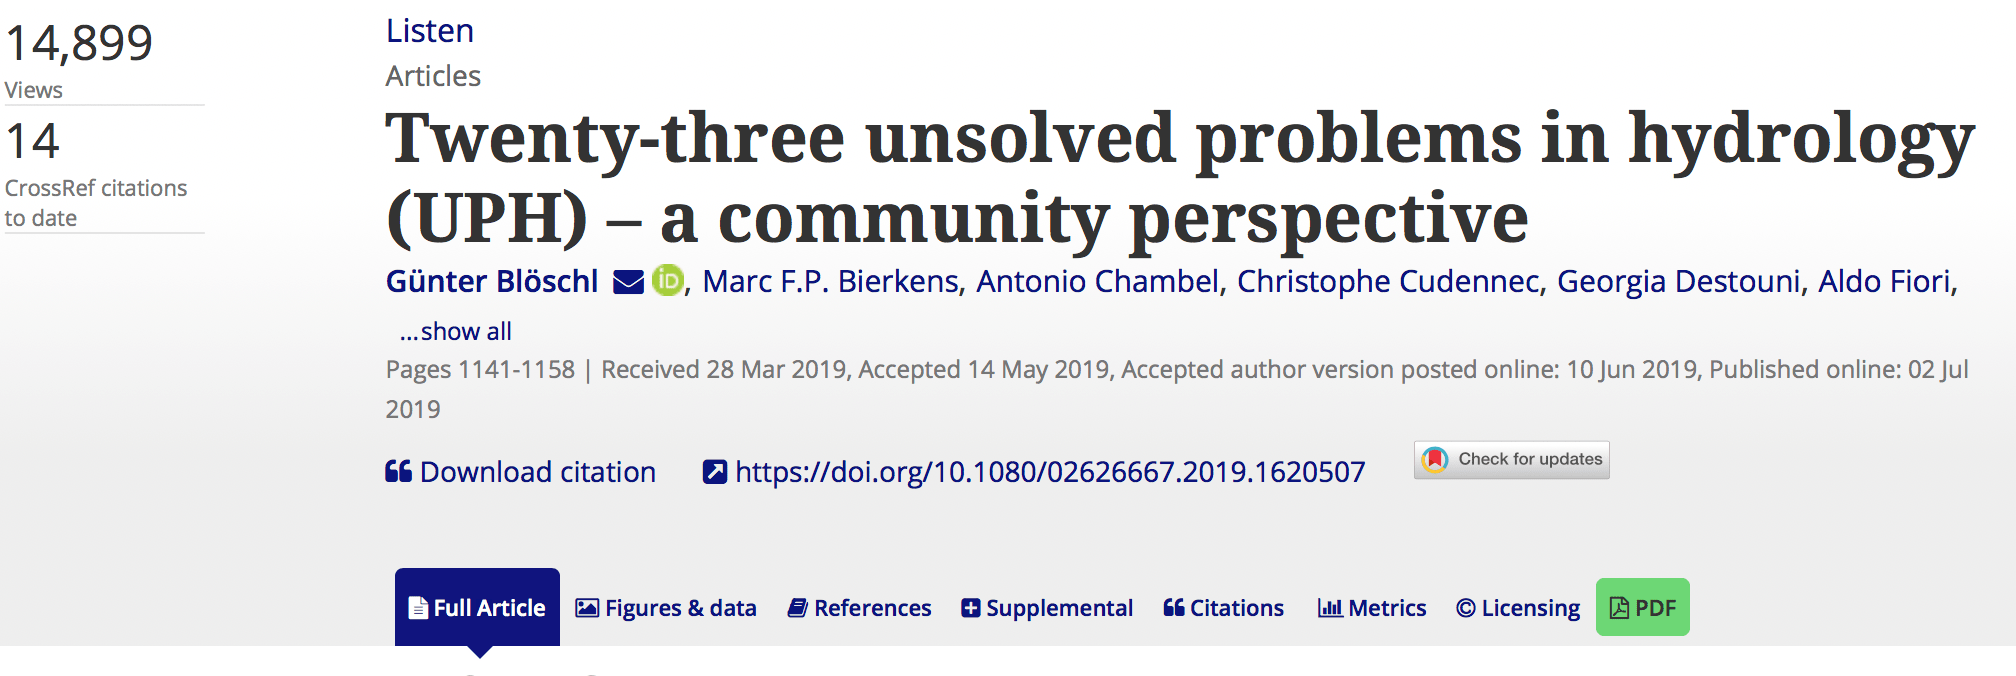 14,899
Views
14
CrossRef citations
to date
Listen
Articles
Twenty-three unsolved problems in hydrology
(UPH) – a community perspective
Günter Blöschl iD, Marc F.P. Bierkens, Antonio Chambel, Christophe Cudennec, Georgia Destouni, Aldo Fiori,
...show all
Pages 1141-1158 | Received 28 Mar 2019, Accepted 14 May 2019, Accepted author version posted online: 10 Jun 2019, Published online: 02 Jul
2019
Download citation https://doi.org/10.1080/02626667.2019.1620507 Check for updates
Full Article Figures & data References Supplemental Citations Metrics © Licensing PDF